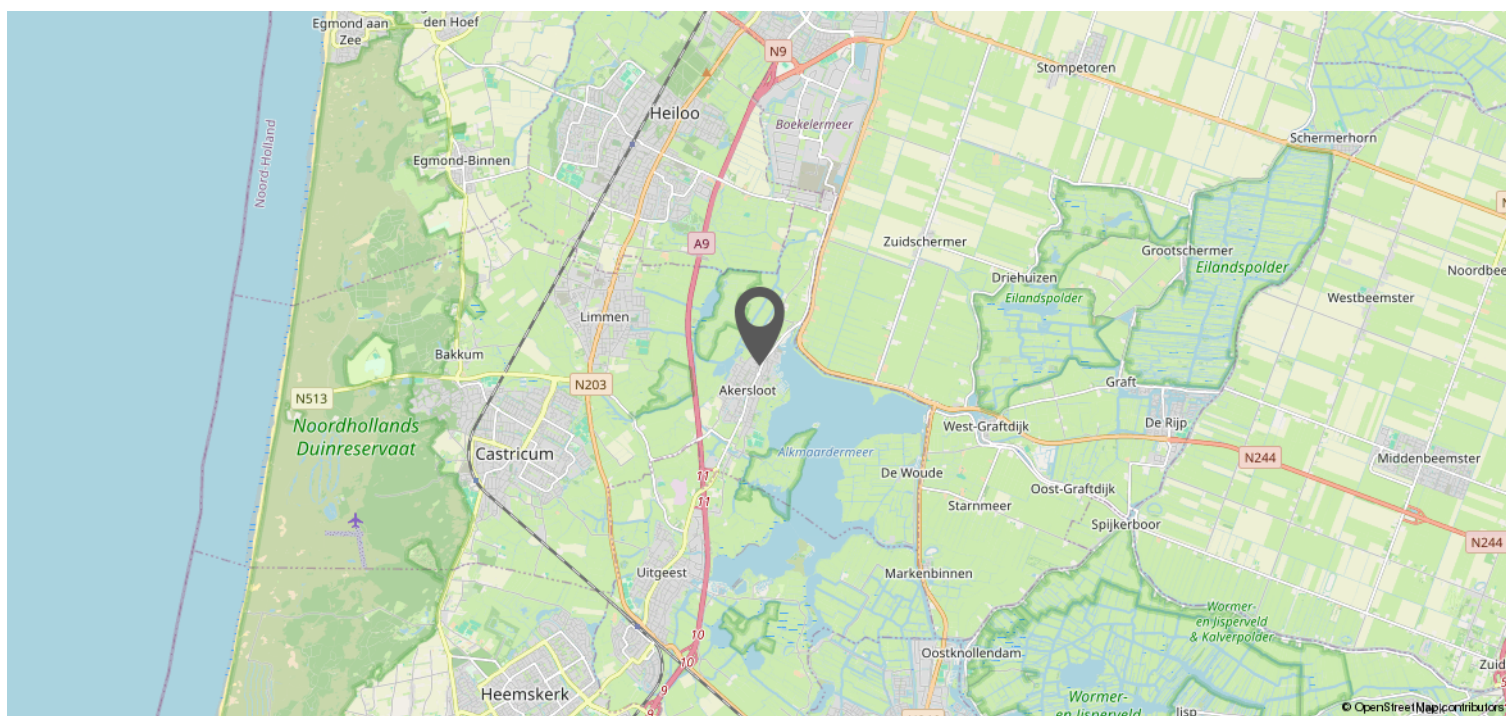 Egmond aan
Zee
den Hoef
N9
Stompetoren
Heiloo
Boekelermeer
Schermerhorn
Egmond-Binnen
Noord-Holland
A9
Zuidschermer
Grootschermer
Eilandspolder
Driehuizen
Eilandspolder
Westbeemster
Limmen
Bakkum
N203
Akersloot
Graft
N513
Noordhollands
Duinreservaat
De Rijp
West-Graftdijk
Castricum
Alkmaardermeer
N244
Middenbeemster
De Woude
11
11
Oost-Graftdijk
Starnmeer
Spijkerboor
N244
Uitgeest
Markenbinnen
Wormer-
en Jisperveld
& Kalverpolder
10
10
Oostknollendam
Heemskerk
9
9
Wormer-
en Jisperveld
Jisp
© OpenStreetMap contributors